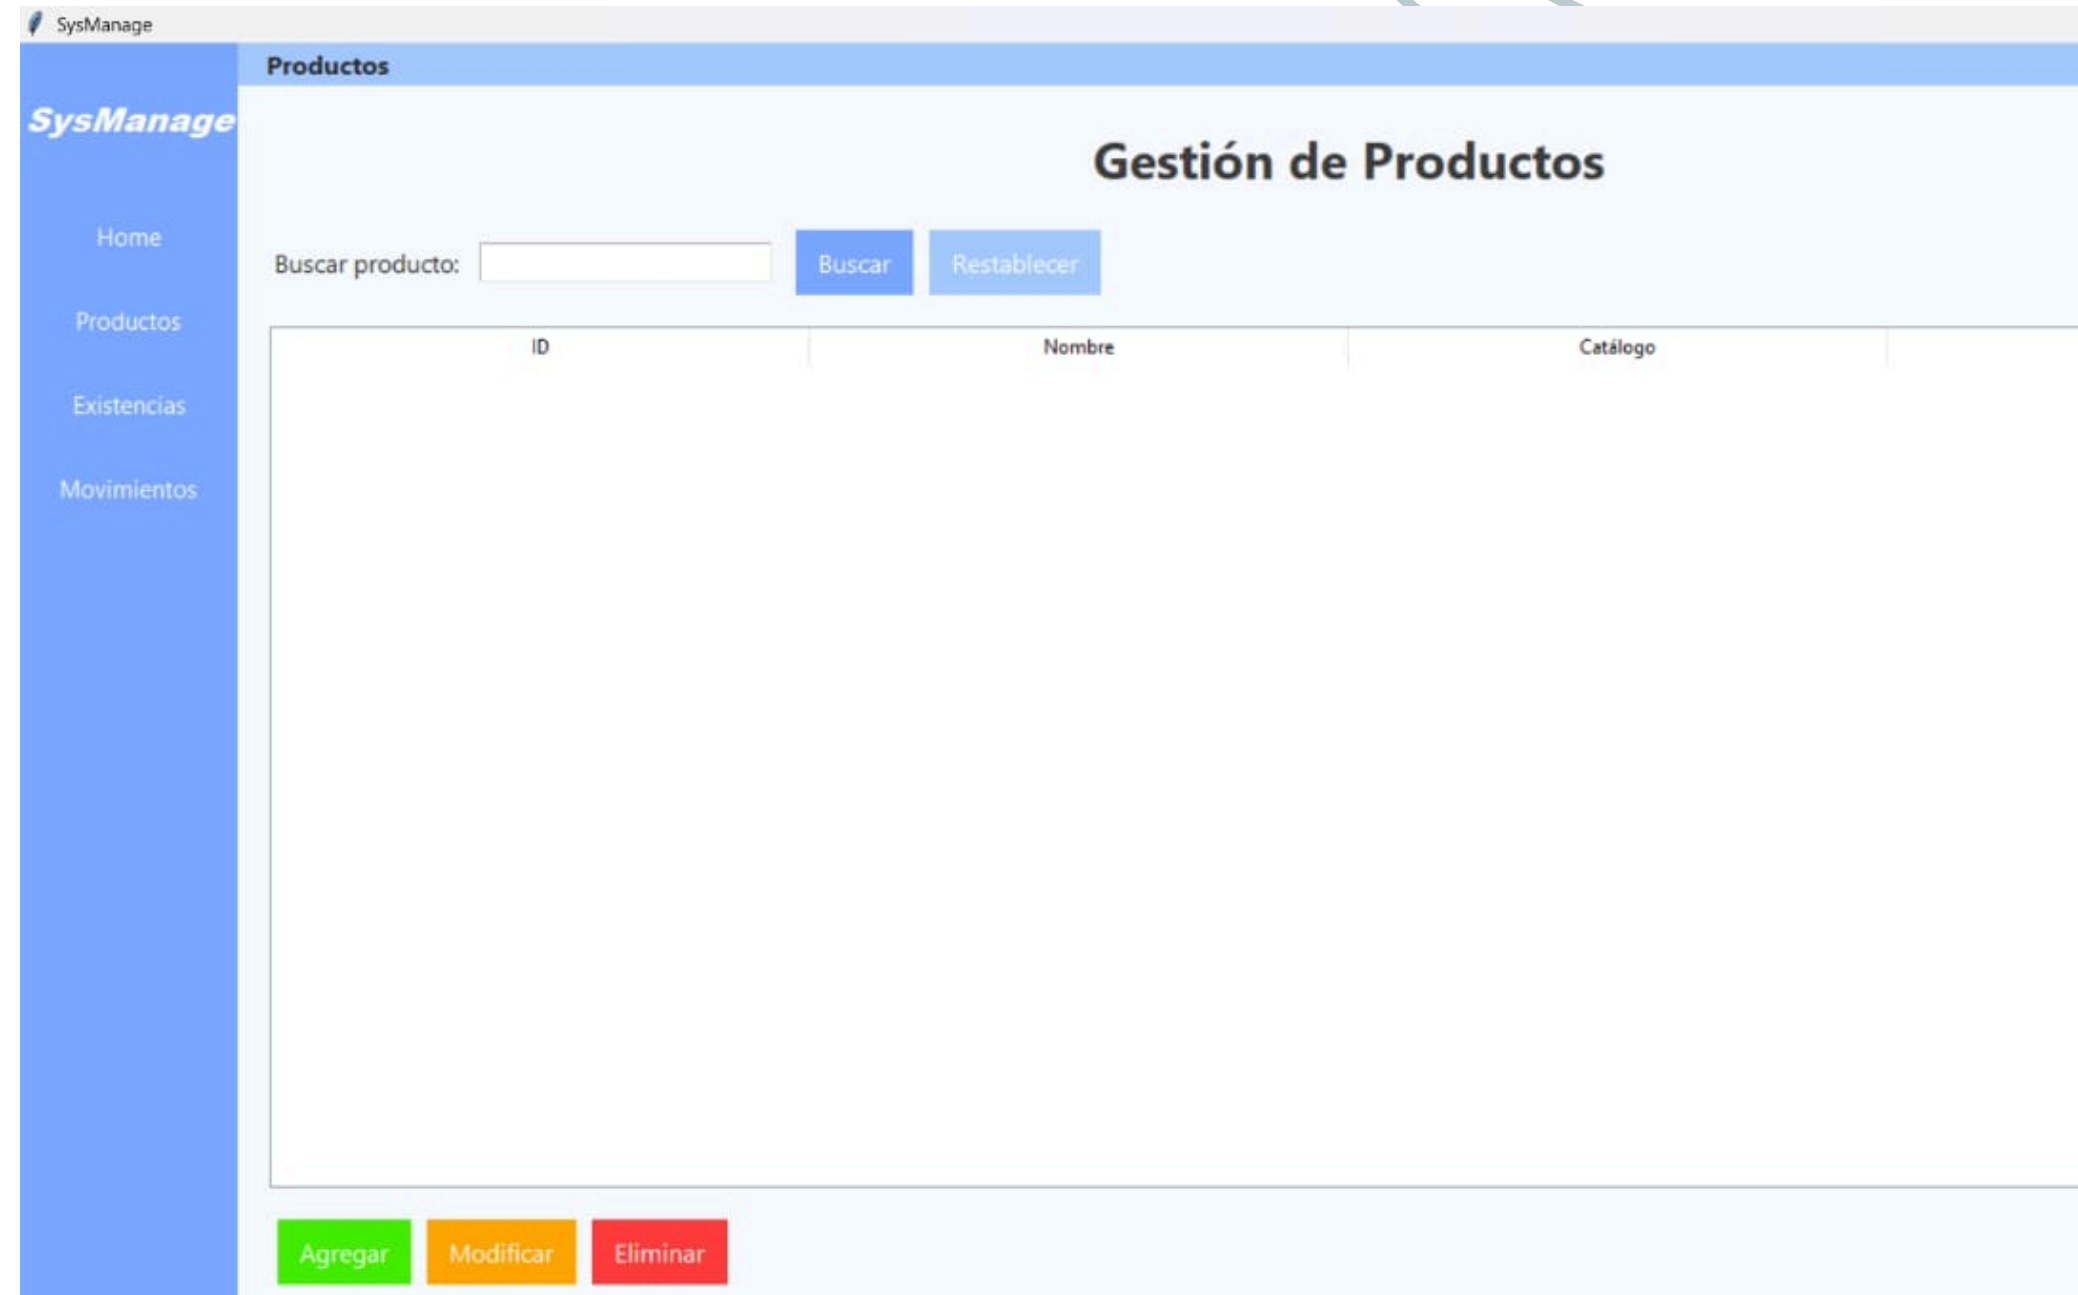 SysManage
Productos
SysManage
Gestión de Productos
Home
Productos
Existencias
Movimientos
Buscar producto:
Buscar
Restablecer
ID
Nombre
Catálogo
Agregar
Modificar
Eliminar